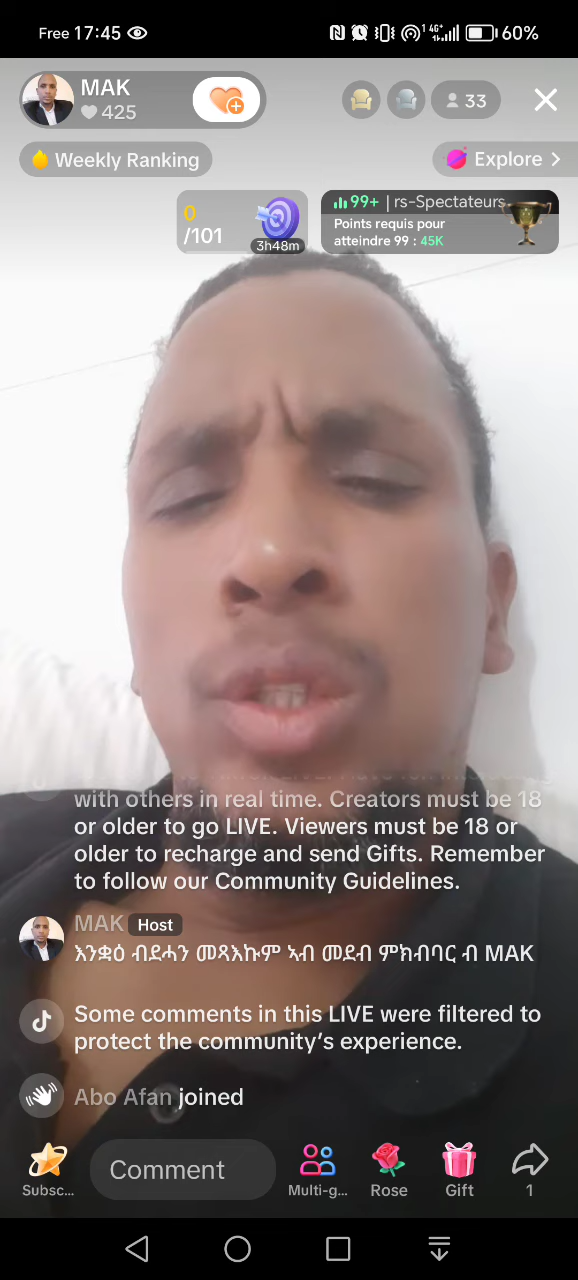 Free 17:45
60%
MAK
425
33
Weekly Ranking
Explore >
0
/101
3h48m
99+ | rs-Spectateurs
Points requis pour
atteindre 99 : 45K
with others in real time. Creators must be 18
or older to go LIVE. Viewers must be 18 or
older to recharge and send Gifts. Remember
to follow our Community Guidelines.
MAK Host
እንቋዕ ብደሓን መጻእኩም ኣብ መደብ ምክብባር ብ MAK
Some comments in this LIVE were filtered to
protect the community's experience.
Abo Afan joined
Comment
Subsc...
Multi-g...
Rose
Gift
1